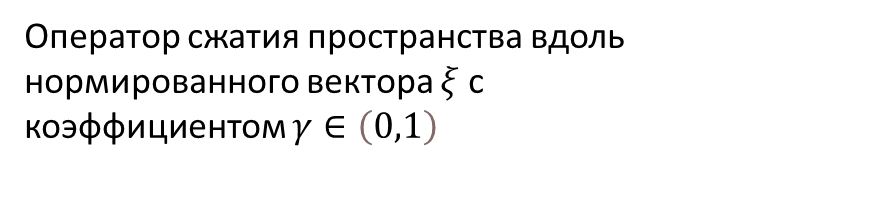 Оператор сжатия пространства вдоль
нормированного вектора ξ с
коэффициентом γ ∈ (0,1)